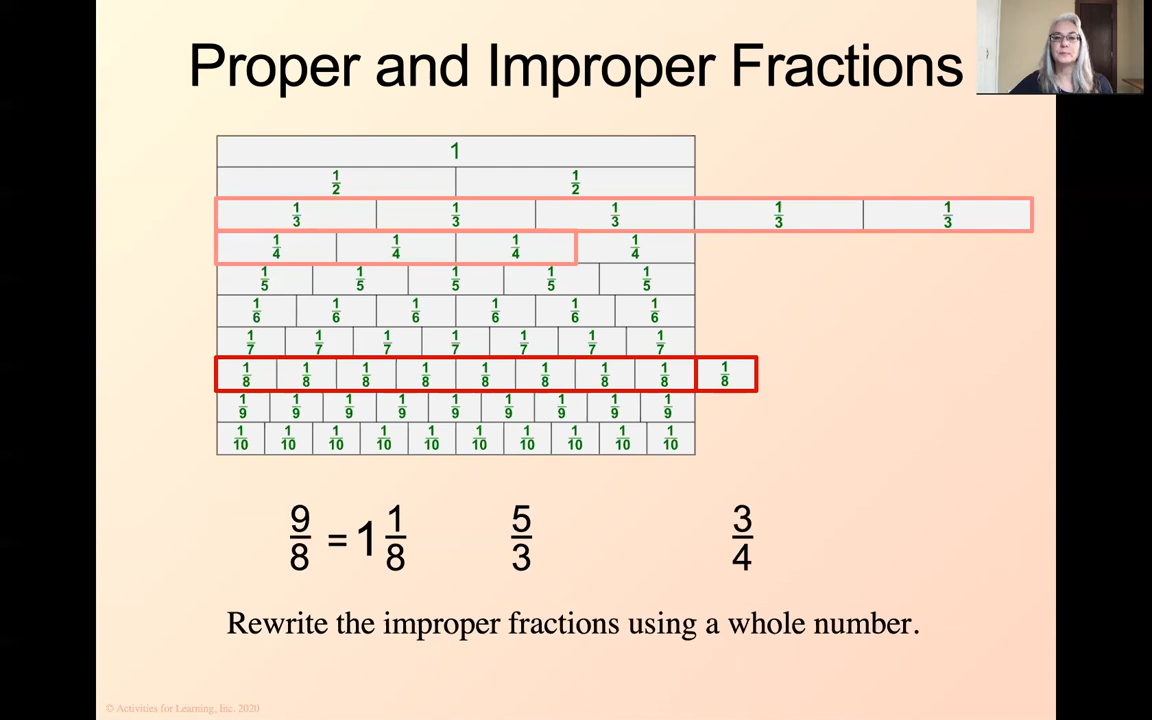 Proper and Improper Fractions
1
1/2 1/2
1/3 1/3 1/3 1/3 1/3
1/4 1/4 1/4 1/4
1/5 1/5 1/5 1/5 1/5
1/6 1/6 1/6 1/6 1/6 1/6
1/7 1/7 1/7 1/7 1/7 1/7 1/7
1/8 1/8 1/8 1/8 1/8 1/8 1/8 1/8 1/8
1/9 1/9 1/9 1/9 1/9 1/9 1/9 1/9 1/9
1/10 1/10 1/10 1/10 1/10 1/10 1/10 1/10 1/10 1/10
9/8 = 1 1/8 5/3 3/4
Rewrite the improper fractions using a whole number.
© Activities for Learning, Inc. 2020